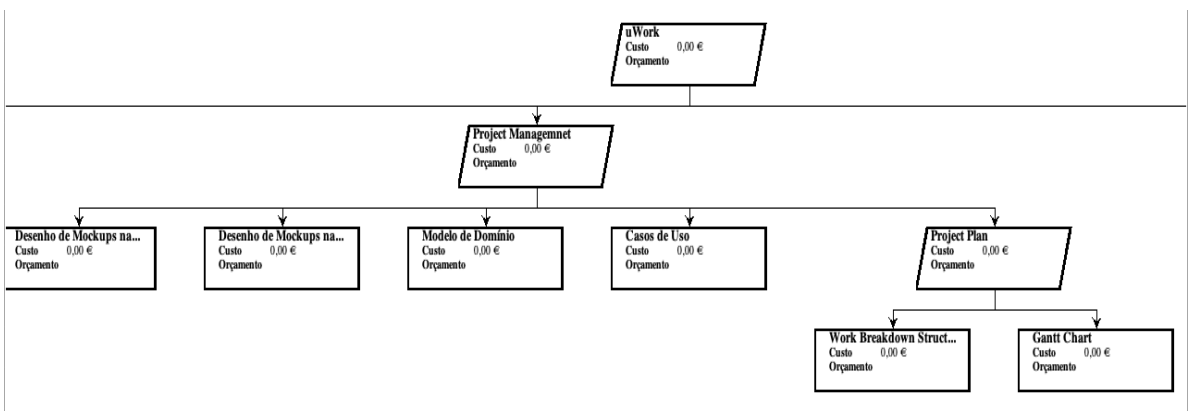 uWork
Custo 0,00 €
Orçamento
Project Managemnet
Custo 0,00 €
Orçamento
Desenho de Mockups na...
Custo 0,00 €
Orçamento
Desenho de Mockups na...
Custo 0,00 €
Orçamento
Modelo de Domínio
Custo 0,00 €
Orçamento
Casos de Uso
Custo 0,00 €
Orçamento
Project Plan
Custo 0,00 €
Orçamento
Work Breakdown Struct...
Custo 0,00 €
Orçamento
Gantt Chart
Custo 0,00 €
Orçamento